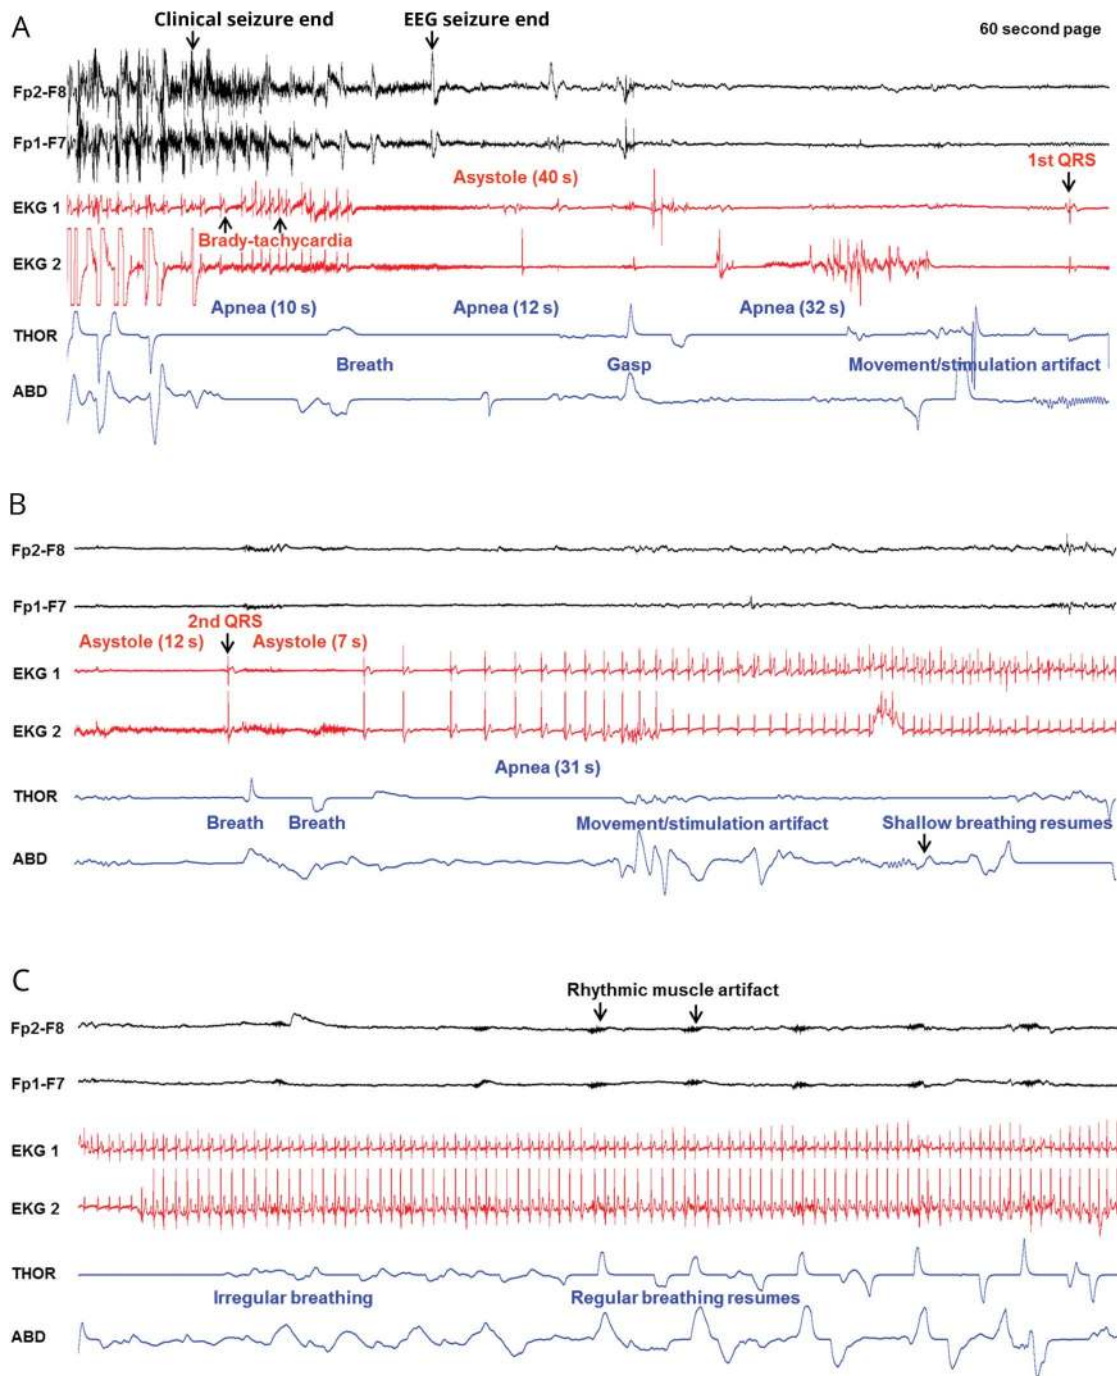 A
Clinical seizure end
EEG seizure end
60 second page
Fp2-F8
Fp1-F7
1st QRS
Asystole (40 s)
EKG 1
Brady-tachycardia
EKG 2
Apnea (10 s)
Apnea (12 s)
Apnea (32 s)
THOR
Breath
Gasp
Movement/stimulation artifact
ABD
B
Fp2-F8
Fp1-F7
2nd QRS
Asystole (12 s)
Asystole (7 s)
EKG 1
EKG 2
Apnea (31 s)
THOR
Breath
Breath
Movement/stimulation artifact
Shallow breathing resumes
ABD
C
Rhythmic muscle artifact
Fp2-F8
Fp1-F7
EKG 1
EKG 2
THOR
Irregular breathing
Regular breathing resumes
ABD